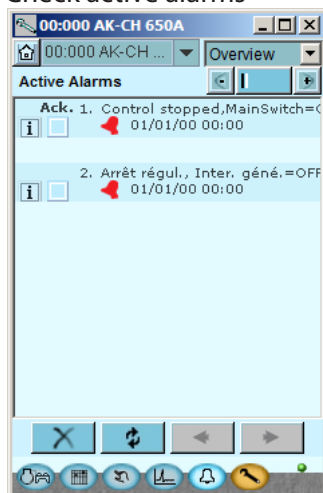 Check active alarms
00:000 AK-CH 650A
00:000 AK-CH ... Overview
Active Alarms
Ack. 1. Control stopped,MainSwitch=
01/01/00 00:00
2. Arrêt régul., Inter. géné.=OFF
01/01/00 00:00